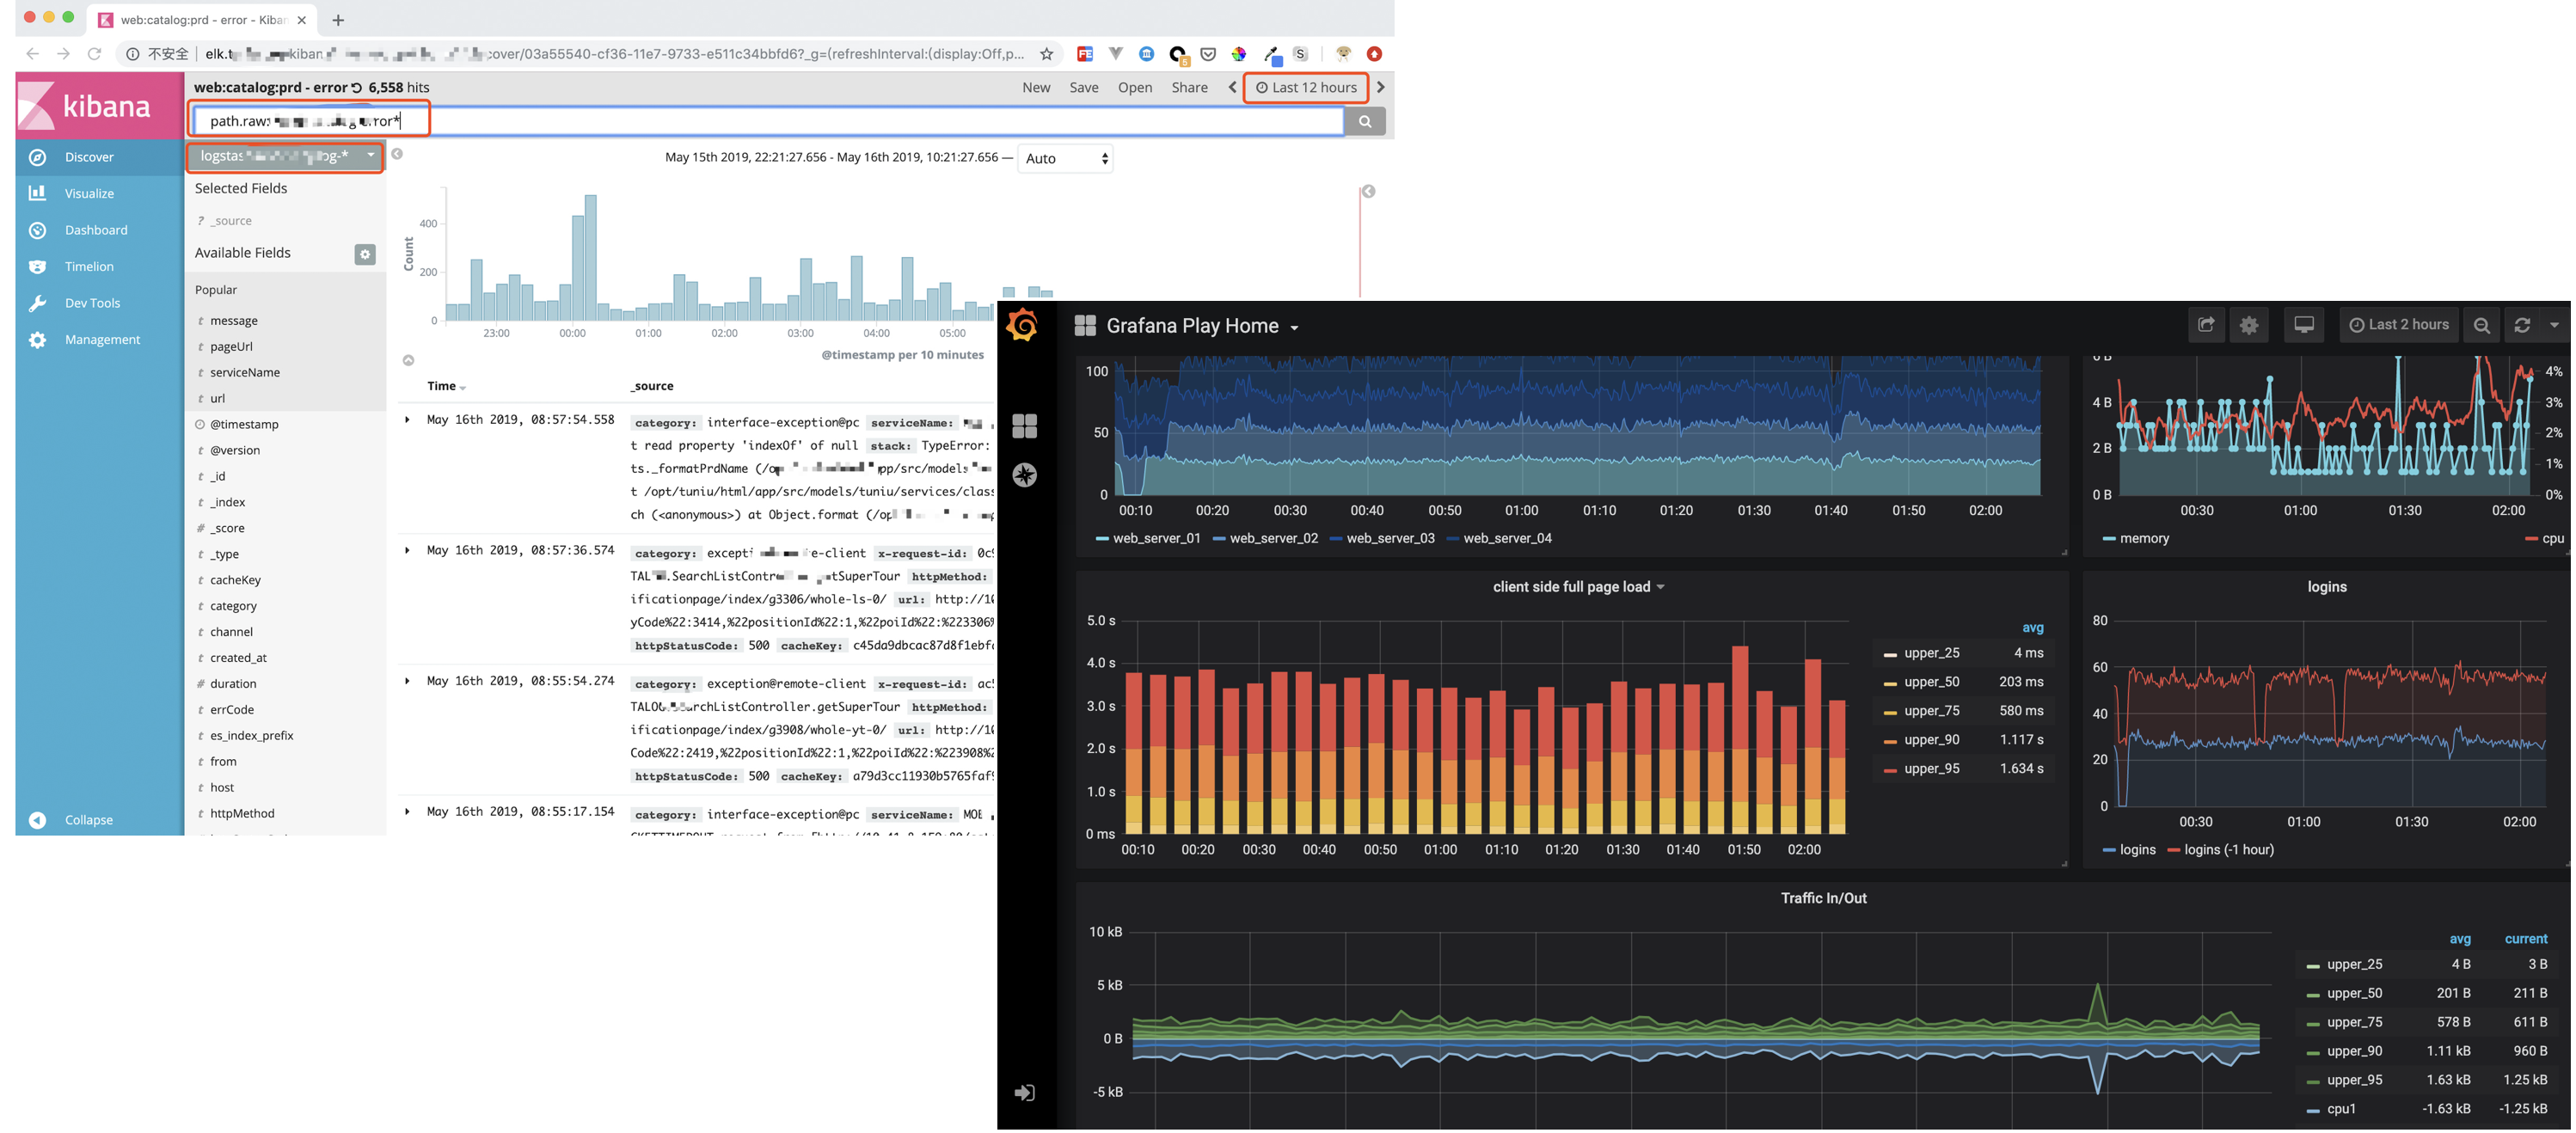 web:catalog:prd - error - Kiban
不安全
elk.t
kiban
cover/03a55540-cf36-11e7-9733-e511c34bbfd6?_g=(refreshInterval:(display:Off,p...
kibana
web:catalog:prd - error 6,558 hits
New Save Open Share Last 12 hours
path.raw: rror*
logstas og-*
May 15th 2019, 22:21:27.656 - May 16th 2019, 10:21:27.656 — Auto
Discover
Visualize
Dashboard
Timelion
Dev Tools
Management
Collapse
Selected Fields
? _source
Available Fields
Popular
t message
t pageUrl
t serviceName
t url
@timestamp
t @version
t _id
t _index
# _score
t _type
t cacheKey
t category
t channel
t created_at
# duration
t errCode
t es_index_prefix
t from
t host
t httpMethod
Count
400
200
0
23:00 00:00 01:00 02:00 03:00 04:00 05:00
@timestamp per 10 minutes
Time _source
May 16th 2019, 08:57:54.558 category: interface-exception@pc serviceName:
t read property 'indexOf' of null stack: TypeError:
ts._formatPrdName (/o pp/src/models
t /opt/tuniu/html/app/src/models/tuniu/services/class
ch (<anonymous>) at Object.format (/op
May 16th 2019, 08:57:36.574 category: excepti e-client x-request-id: 0c
TAL .SearchListContr tSuperTour httpMethod:
ificationpage/index/g3306/whole-ls-0/ url: http://10
yCode%22:3414,%22positionId%22:1,%22poiId%22:%223306%
httpStatusCode: 500 cacheKey: c45da9dbcac87d8f1ebf
May 16th 2019, 08:55:54.274 category: exception@remote-client x-request-id: ac
TALO archListController.getSuperTour httpMethod:
ificationpage/index/g3908/whole-yt-0/ url: http://10
Code%22:2419,%22positionId%22:1,%22poiId%22:%223908%2
httpStatusCode: 500 cacheKey: a79d3cc11930b5765faf
May 16th 2019, 08:55:17.154 category: interface-exception@pc serviceName: MOB
Grafana Play Home
Last 2 hours
100
50
0
00:10 00:20 00:30 00:40 00:50 01:00 01:10 01:20 01:30 01:40 01:50 02:00
web_server_01 web_server_02 web_server_03 web_server_04
6 B
4 B
2 B
0 B
4%
3%
2%
1%
0%
00:30 01:00 01:30 02:00
memory cpu
client side full page load
5.0 s
4.0 s
3.0 s
2.0 s
1.0 s
0 ms
00:10 00:20 00:30 00:40 00:50 01:00 01:10 01:20 01:30 01:40 01:50 02:00
avg
upper_25 4 ms
upper_50 203 ms
upper_75 580 ms
upper_90 1.117 s
upper_95 1.634 s
logins
80
60
40
20
0
00:30 01:00 01:30 02:00
logins logins (-1 hour)
Traffic In/Out
10 kB
5 kB
0 B
-5 kB
avg current
upper_25 4 B 3 B
upper_50 201 B 211 B
upper_75 578 B 611 B
upper_90 1.11 kB 960 B
upper_95 1.63 kB 1.25 kB
cpu1 -1.63 kB -1.25 kB